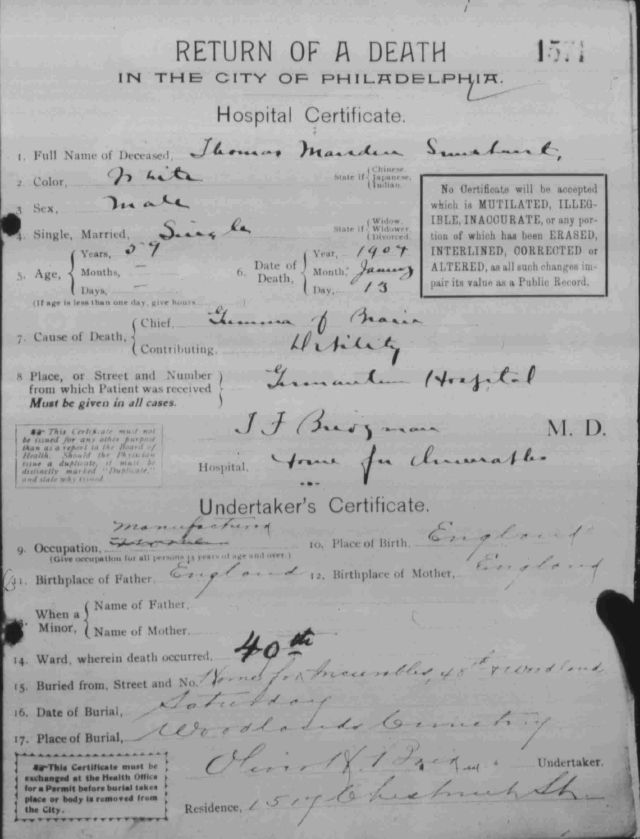 RETURN OF A DEATH 1571
IN THE CITY OF PHILADELPHIA.
Hospital Certificate.
1. Full Name of Deceased, Thomas Marsden
2. Color, White State if { Chinese. Japanese, Indian.
3 Sex, Male
4. Single, Married, Single State if { Widow. Widower. Divorced.
5. Age, { Years, 59
Months, —
Days, —
(If age is less than one day, give hours
6. Date of Death, { Year, 1904
Month, January
Day, 13
No Certificate will be accepted
which is MUTILATED, ILLEG-
IBLE, INACCURATE, or any por-
tion of which has been ERASED,
INTERLINED, CORRECTED or
ALTERED, as all such changes im-
pair its value as a Public Record.
7. Cause of Death, { Chief, Gumma of Brain
Contributing. Debility
8 Place, or Street and Number
from which Patient was received
Must be given in all cases.
Germantown Hospital
This Certificate must not
be issued for any other purpose
than as a report to the Board of
Health. Should the Physician
issue a duplicate, it must be
distinctly marked "Duplicate,"
and state why issued
J F Bridgman M. D.
Hospital, Home for Incurables
Undertaker's Certificate.
9. Occupation, Manufacturer
(Give occupation for all persons 15 years of age and over.)
10. Place of Birth, England
11. Birthplace of Father, England 12. Birthplace of Mother, England
13. When a Minor, { Name of Father,
Name of Mother.
14. Ward, wherein death occurred, 40th
15. Buried from, Street and No. Home for Incurables, 48th & Woodland
16. Date of Burial, Saturday
17. Place of Burial, Woodlands Cemetery
This Certificate must be
exchanged at the Health Office
for a Permit before burial takes
place or body is removed from
the City.
Oliver H Bair Undertaker.
Residence, Chestnut St.